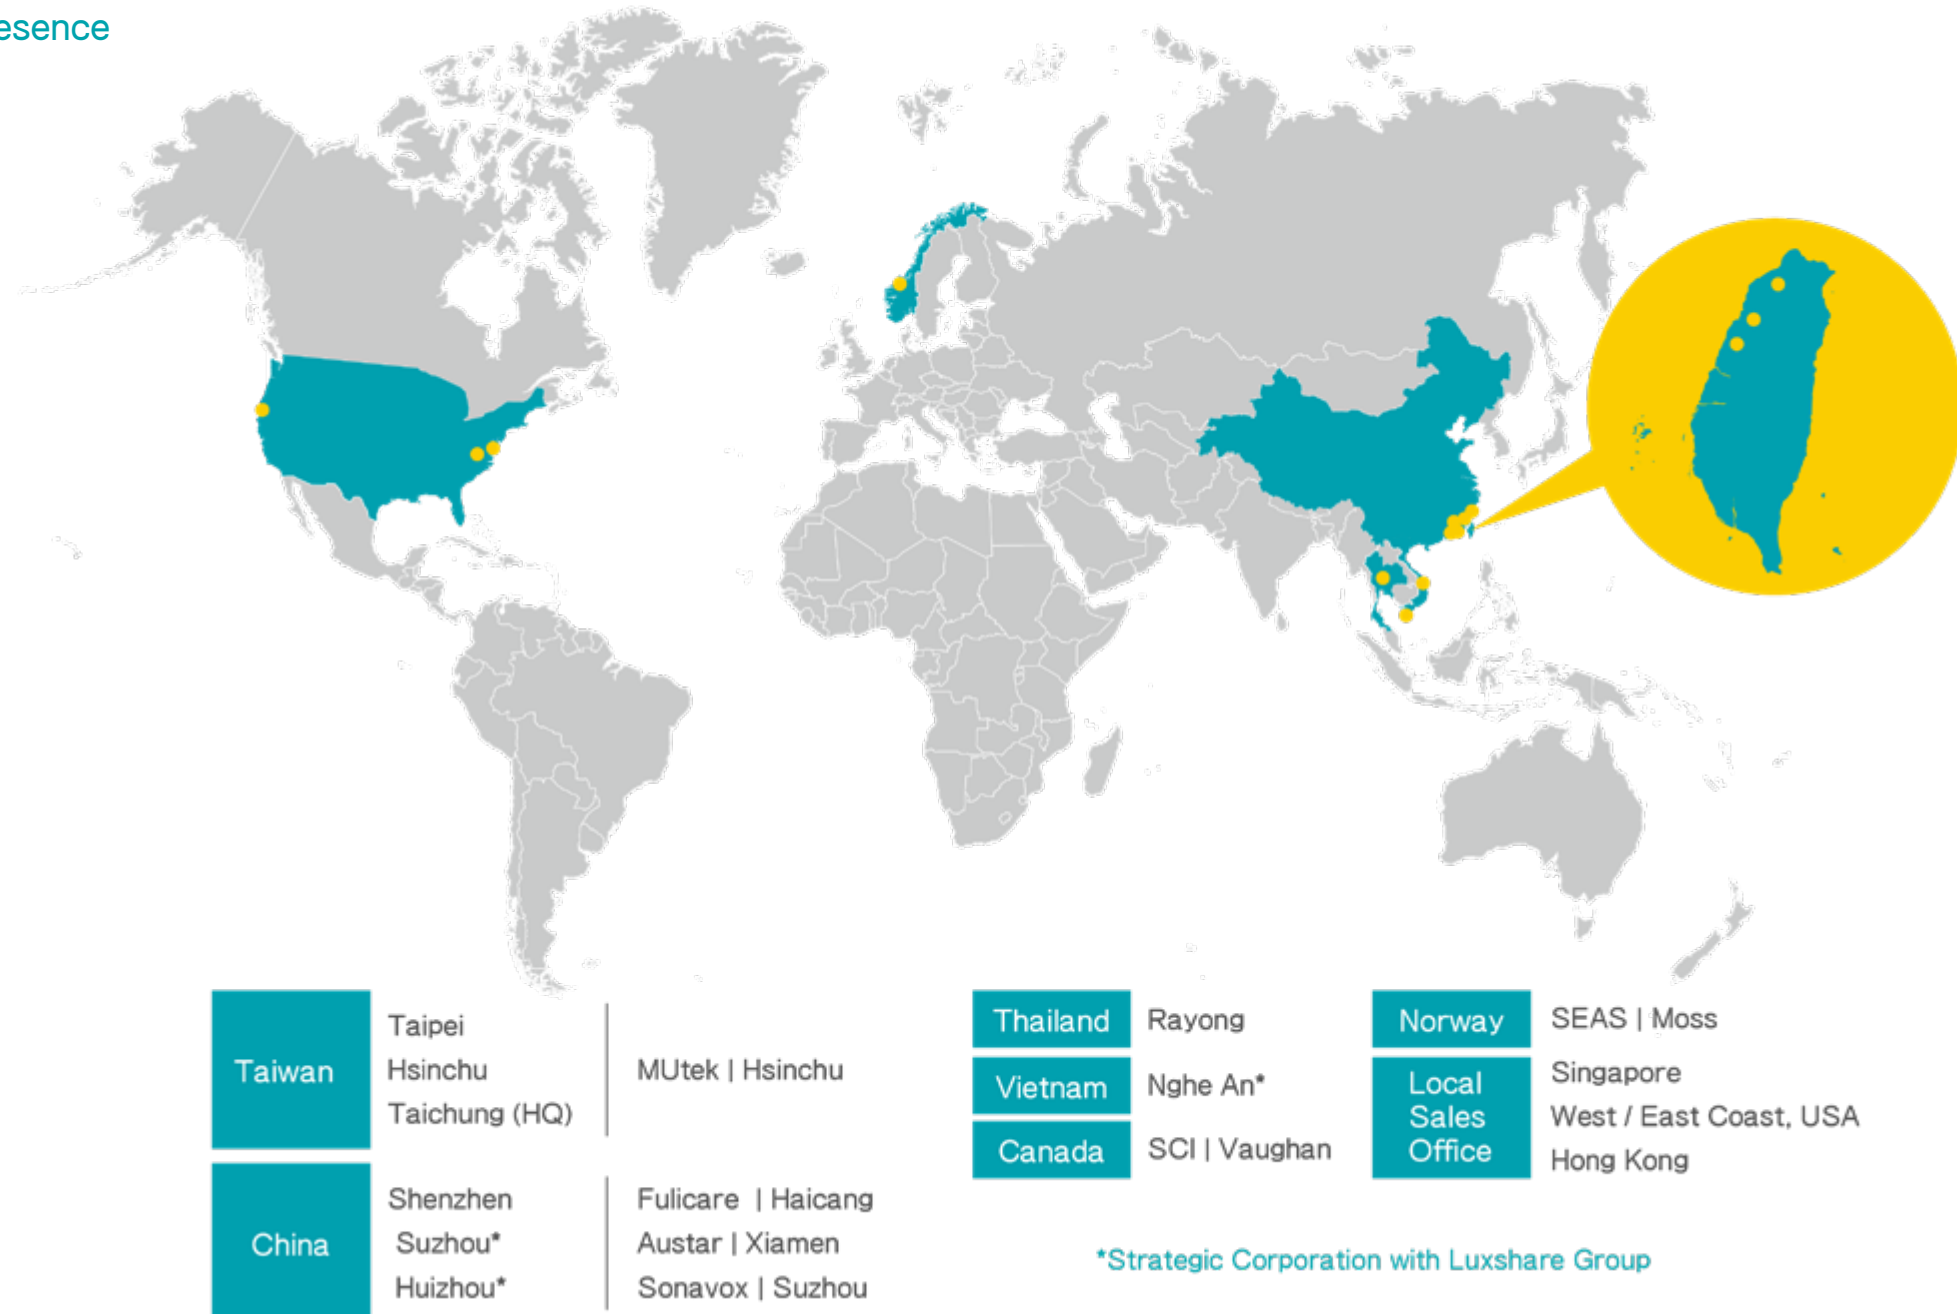 esence
Taiwan
Taipei
Hsinchu
Taichung (HQ)
MUtek | Hsinchu
China
Shenzhen
Suzhou*
Huizhou*
Fulicare | Haicang
Austar | Xiamen
Sonavox | Suzhou
Thailand
Rayong
Vietnam
Nghe An*
Canada
SCI | Vaughan
Norway
SEAS | Moss
Local
Sales
Office
Singapore
West / East Coast, USA
Hong Kong
*Strategic Corporation with Luxshare Group